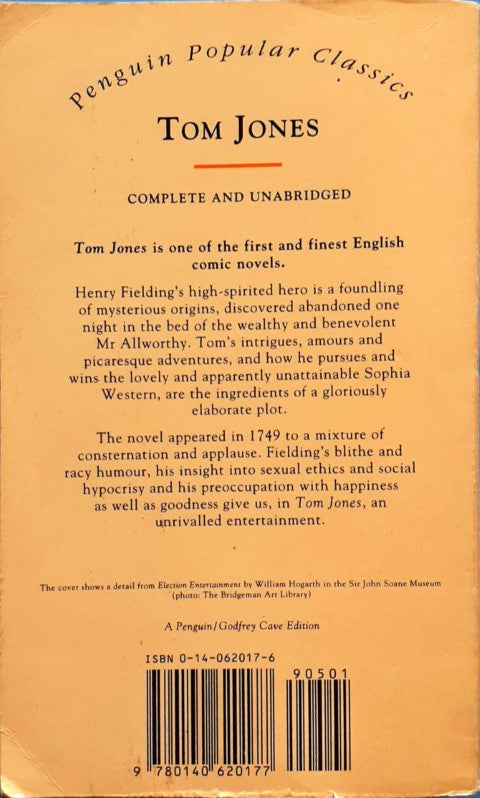 Penguin Popular Classics
TOM JONES
COMPLETE AND UNABRIDGED
Tom Jones is one of the first and finest English
comic novels.
Henry Fielding's high-spirited hero is a foundling
of mysterious origins, discovered abandoned one
night in the bed of the wealthy and benevolent
Mr Allworthy. Tom's intrigues, amours and
picaresque adventures, and how he pursues and
wins the lovely and apparently unattainable Sophia
Western, are the ingredients of a gloriously
elaborate plot.
The novel appeared in 1749 to a mixture of
consternation and applause. Fielding's blithe and
racy humour, his insight into sexual ethics and social
hypocrisy and his preoccupation with happiness
as well as goodness give us, in Tom Jones, an
unrivalled entertainment.
The cover shows a detail from Election Entertainment by William Hogarth in the Sir John Soane Museum
(photo: The Bridgeman Art Library)
A Penguin/Godfrey Cave Edition
ISBN 0-14-062017-6
90501
9 780140 620177